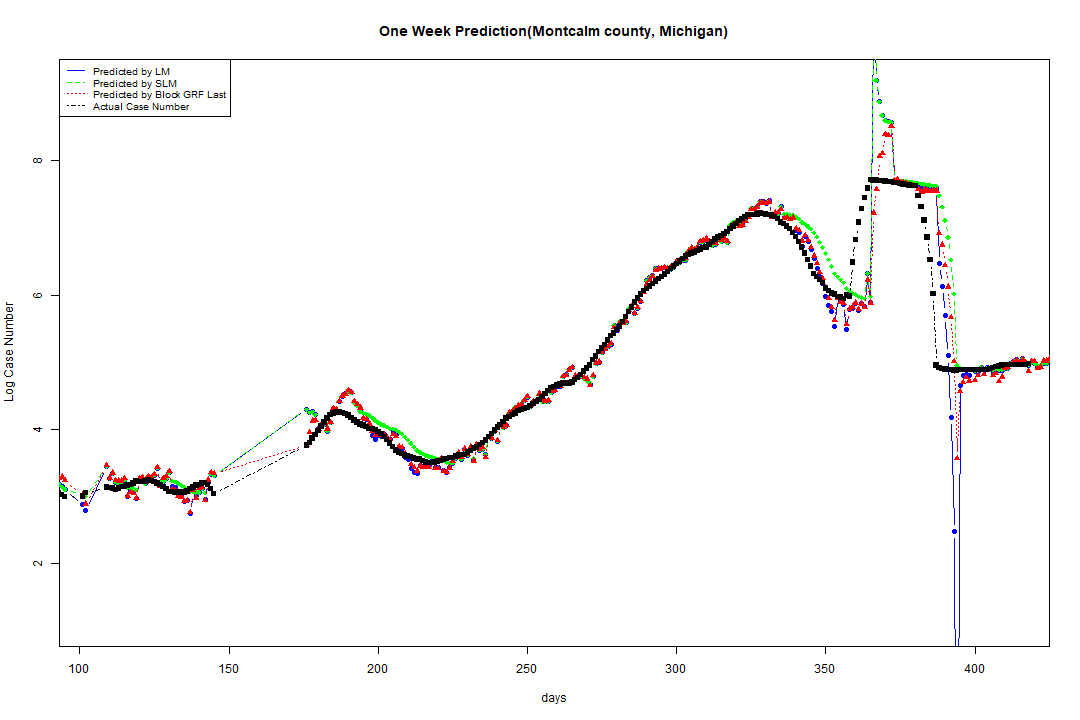 One Week Prediction(Montcalm county, Michigan)
Predicted by LM
Predicted by SLM
Predicted by Block GRF Last
Actual Case Number
8
6
4
2
Log Case Number
100 150 200 250 300 350 400
days